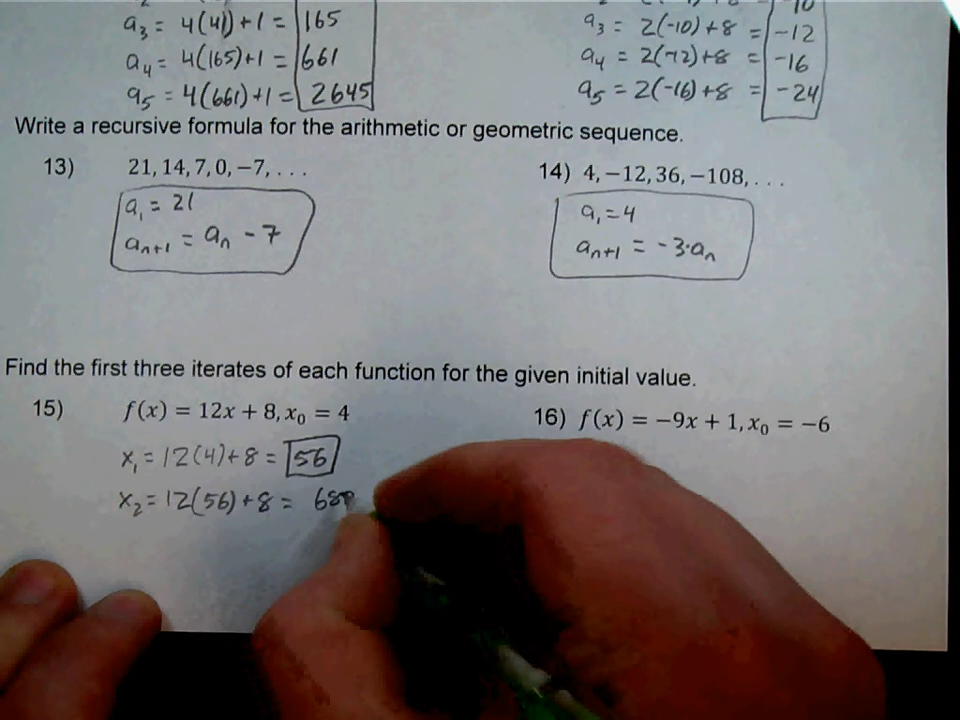 a₃ = 4(41)+1 = 165
a₄ = 4(165)+1 = 661
a₅ = 4(661)+1 = 2645
-10
a₃ = 2(-10)+8 = -12
a₄ = 2(-12)+8 = -16
a₅ = 2(-16)+8 = -24
Write a recursive formula for the arithmetic or geometric sequence.
13) 21, 14, 7, 0, −7, . . .
a₁ = 21
aₙ₊₁ = aₙ - 7
14) 4, −12, 36, −108, . . .
a₁ = 4
aₙ₊₁ = -3·aₙ
Find the first three iterates of each function for the given initial value.
15) f(x) = 12x + 8, x₀ = 4
x₁ = 12(4)+8 = 56
x₂ = 12(56)+8 = 68
16) f(x) = −9x + 1, x₀ = −6